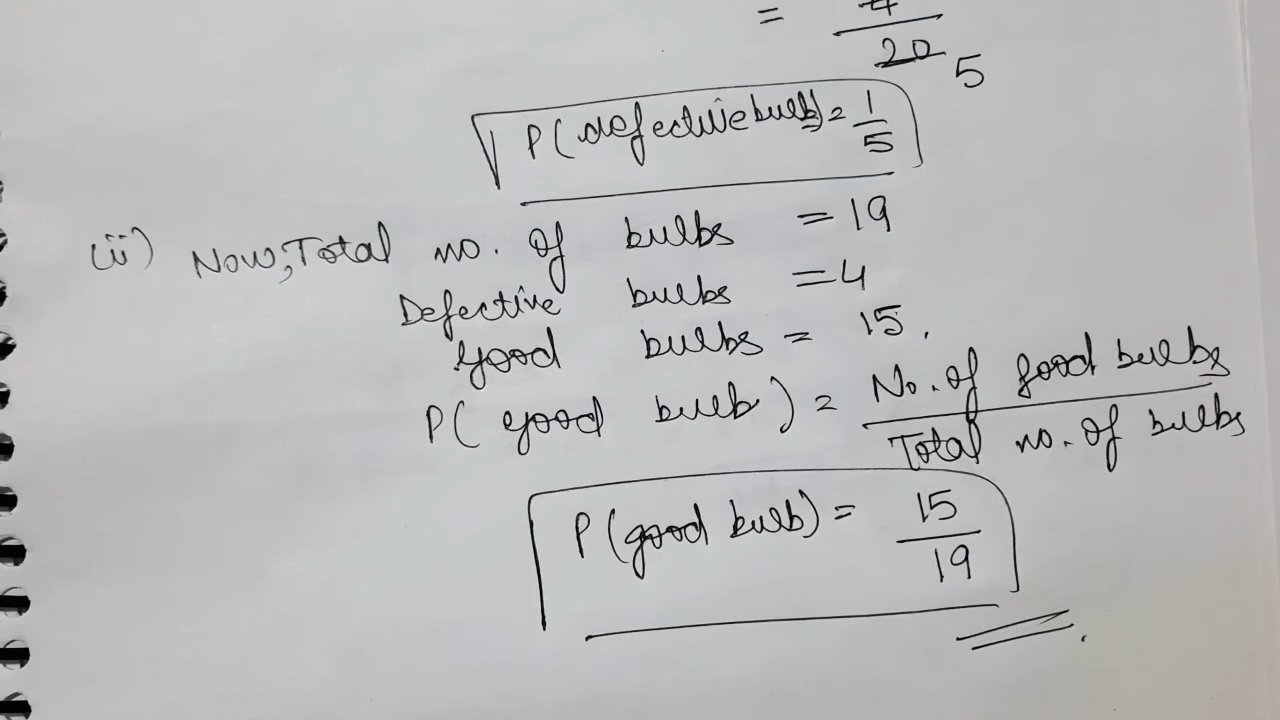 = 4/20 5
P(defective bulb) = 1/5
(ii) Now, Total no. of bulbs = 19
Defective bulbs = 4
Good bulbs = 15.
P(good bulb) = No. of good bulbs / Total no. of bulbs
P(good bulb) = 15/19